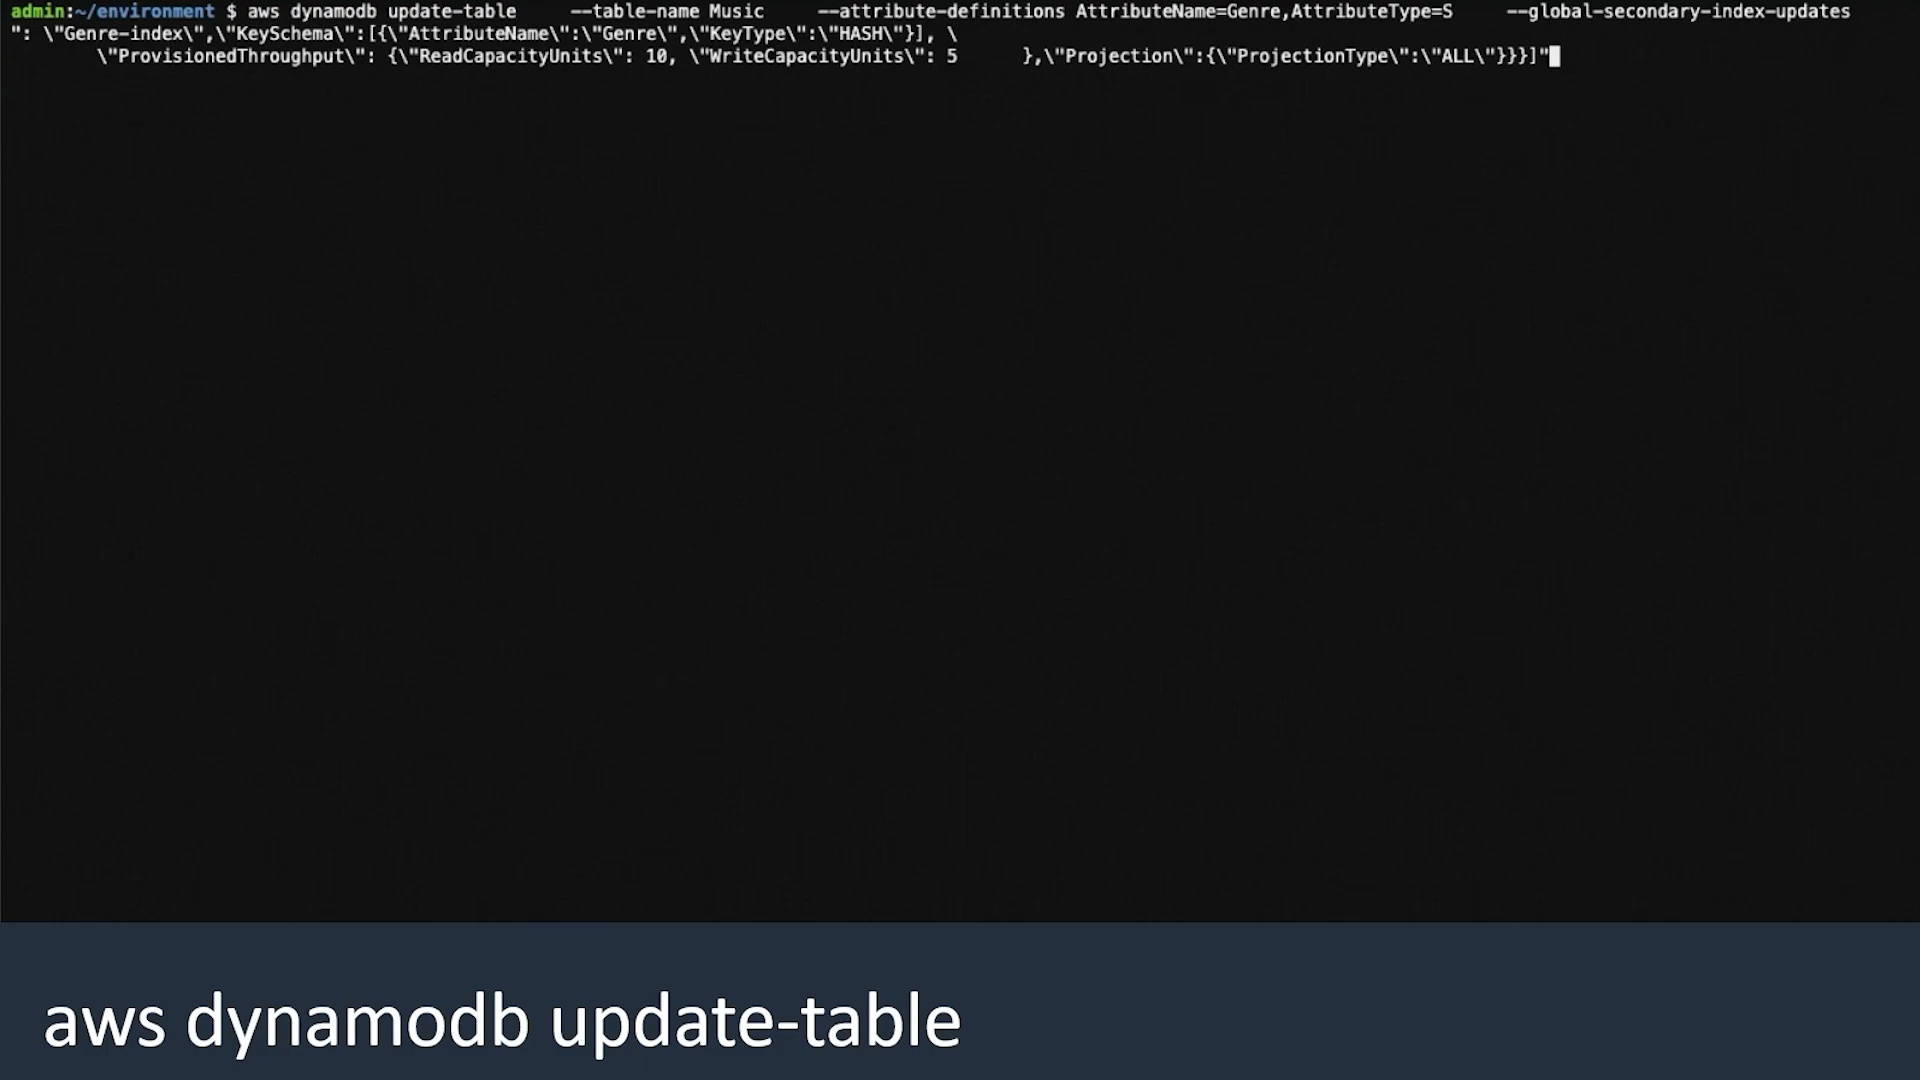 admin:~/environment $ aws dynamodb update-table     --table-name Music     --attribute-definitions AttributeName=Genre,AttributeType=S     --global-secondary-index-updates
": \"Genre-index\",\"KeySchema\":[{\"AttributeName\":\"Genre\",\"KeyType\":\"HASH\"}], \
        \"ProvisionedThroughput\": {\"ReadCapacityUnits\": 10, \"WriteCapacityUnits\": 5      },\"Projection\":{\"ProjectionType\":\"ALL\"}}}]"
aws dynamodb update-table